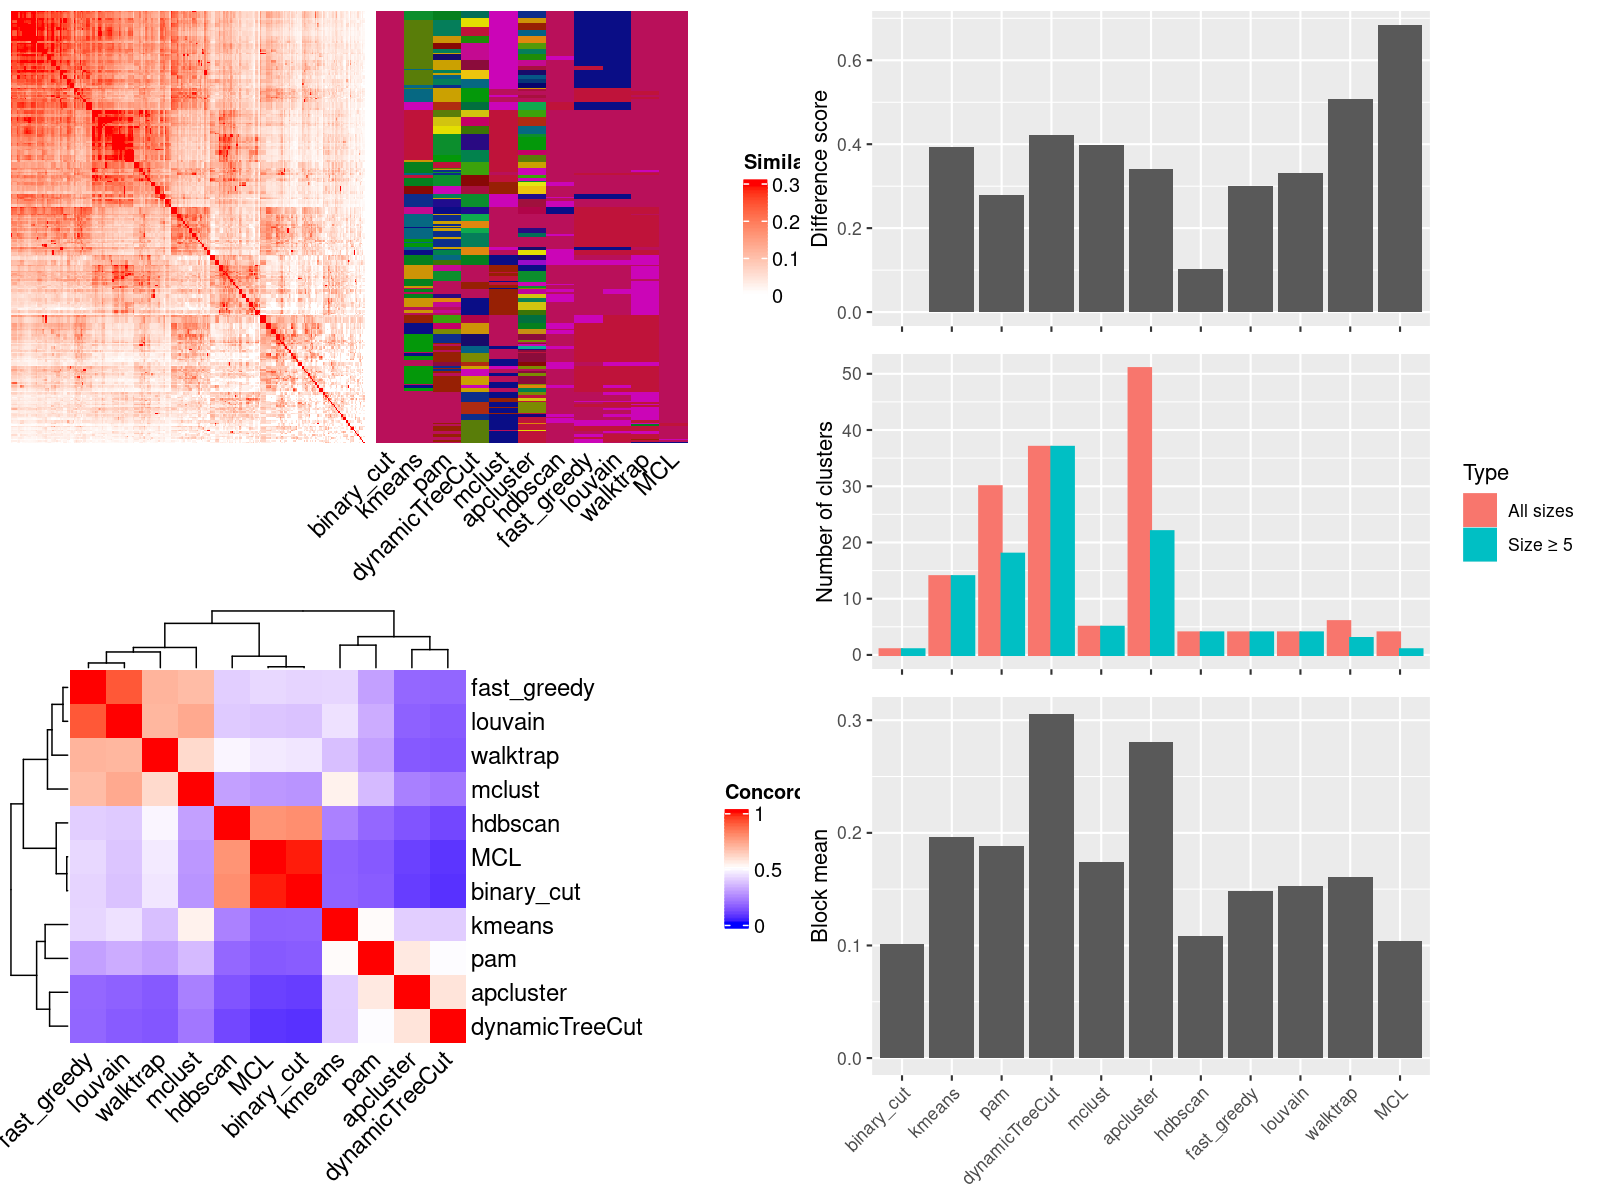 Simila
0.3
0.2
0.1
0
binary_cut
kmeans
pam
dynamicTreeCut
mclust
apcluster
hdbscan
fast_greedy
louvain
walktrap
MCL
fast_greedy
louvain
walktrap
mclust
hdbscan
MCL
binary_cut
kmeans
pam
apcluster
dynamicTreeCut
Concord
1
0.5
0
fast_greedy
louvain
walktrap
mclust
hdbscan
MCL
binary_cut
kmeans
pam
apcluster
dynamicTreeCut
Difference score
0.6
0.4
0.2
0.0
Number of clusters
50
40
30
20
10
0
Type
All sizes
Size ≥ 5
Block mean
0.3
0.2
0.1
0.0
binary_cut
kmeans
pam
dynamicTreeCut
mclust
apcluster
hdbscan
fast_greedy
louvain
walktrap
MCL